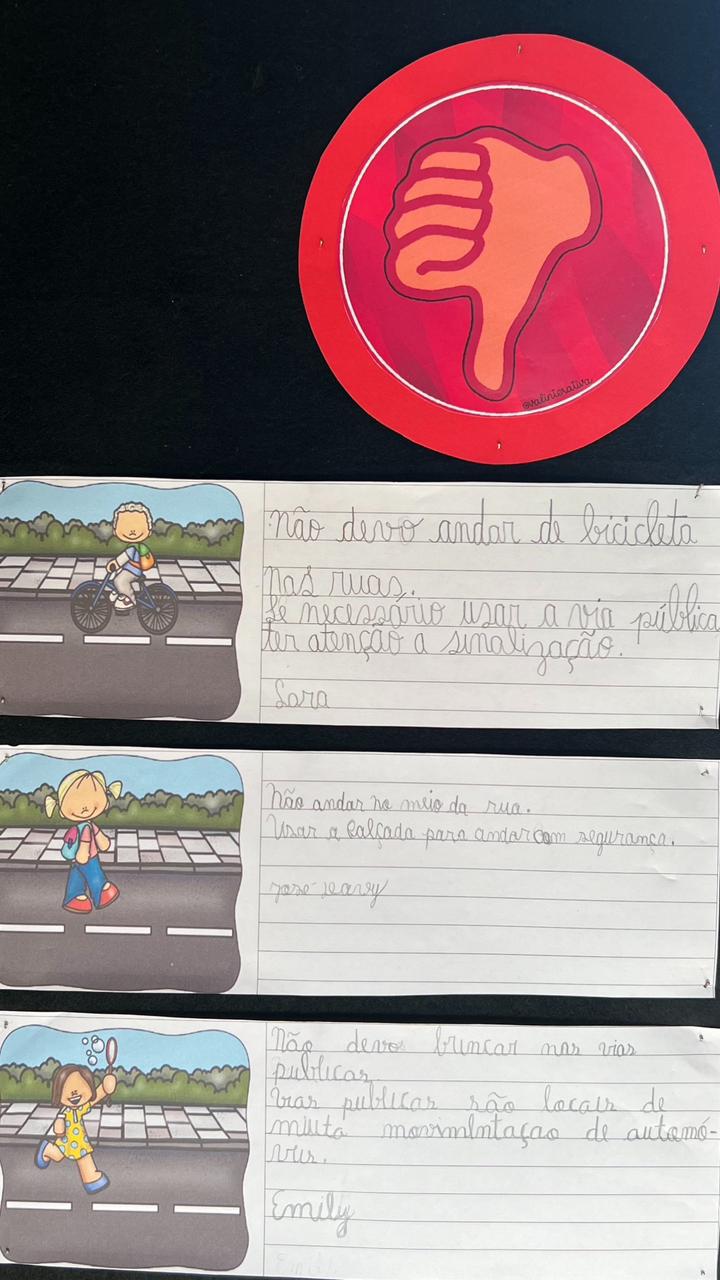 @valinicriativa
não devo andar de bicicleta
nas ruas.
Se necessário usar a via pública
ter atenção a sinalização.
Sara
Não andar no meio da rua.
Usar a calçada para andar com segurança.
José
Não devo brincar nas vias
publicas
vias publicas são locais de
muita movimentaçao de automó-
veis.
Emily